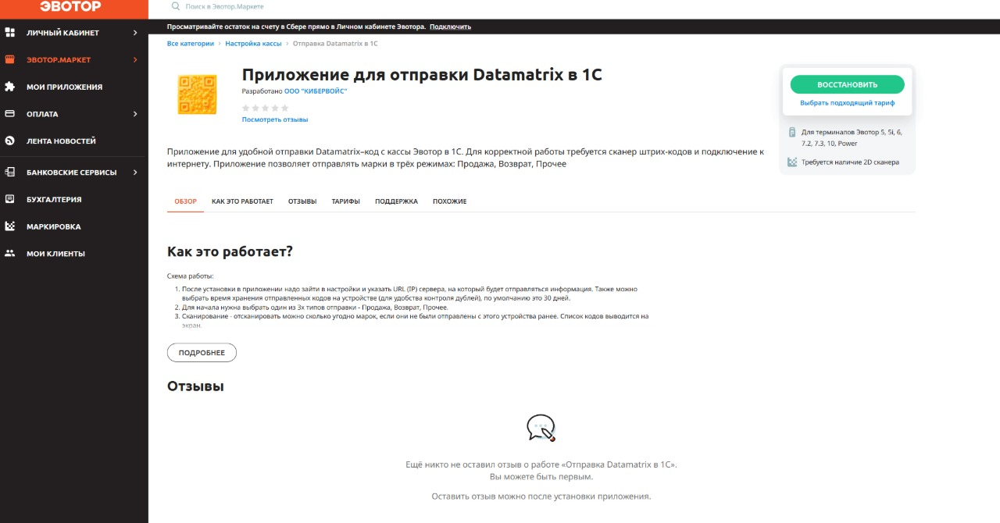 ЭВОТОР
Поиск в Эвотор.Маркете
Просматривайте остаток на счету в Сбере прямо в Личном кабинете Эвотора. Подключить
ЛИЧНЫЙ КАБИНЕТ
ЭВОТОР.МАРКЕТ
МОИ ПРИЛОЖЕНИЯ
ОПЛАТА
ЛЕНТА НОВОСТЕЙ
БАНКОВСКИЕ СЕРВИСЫ
БУХГАЛТЕРИЯ
МАРКИРОВКА
МОИ КЛИЕНТЫ
Все категории › Настройка кассы › Отправка Datamatrix в 1С
Приложение для отправки Datamatrix в 1С
Разработано ООО "КИБЕРВОЙС"
Посмотреть отзывы
ВОССТАНОВИТЬ
Выбрать подходящий тариф
Для терминалов Эвотор 5, 5i, 6,
7.2, 7.3, 10, Power
Требуется наличие 2D сканера
Приложение для удобной отправки Datamatrix–код с кассы Эвотор в 1С. Для корректной работы требуется сканер штрих-кодов и подключение к
интернету. Приложение позволяет отправлять марки в трёх режимах: Продажа, Возврат, Прочее
ОБЗОР КАК ЭТО РАБОТАЕТ ОТЗЫВЫ ТАРИФЫ ПОДДЕРЖКА ПОХОЖИЕ
Как это работает?
Схема работы:
1. После установки в приложении надо зайти в настройки и указать URL (IP) сервера, на который будет отправляться информация. Также можно
выбрать время хранения отправленных кодов на устройстве (для удобства контроля дублей), по умолчанию это 30 дней.
2. Для начала нужна выбрать один из 3х типов отправки - Продажа, Возврат, Прочее.
3. Сканирование - отсканировать можно сколько угодно марок, если они не были отправлены с этого устройства ранее. Список кодов выводится на
экран.
ПОДРОБНЕЕ
Отзывы
Ещё никто не оставил отзыв о работе «Отправка Datamatrix в 1С».
Вы можете быть первым.
Оставить отзыв можно после установки приложения.